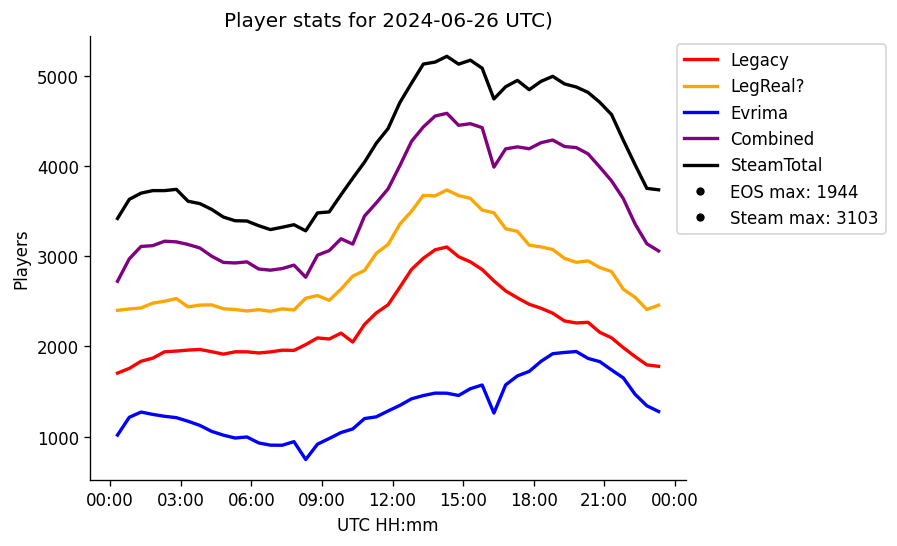 Player stats for 2024-06-26 UTC)
Players
5000
4000
3000
2000
1000
00:00 03:00 06:00 09:00 12:00 15:00 18:00 21:00 00:00
UTC HH:mm
Legacy
LegReal?
Evrima
Combined
SteamTotal
EOS max: 1944
Steam max: 3103